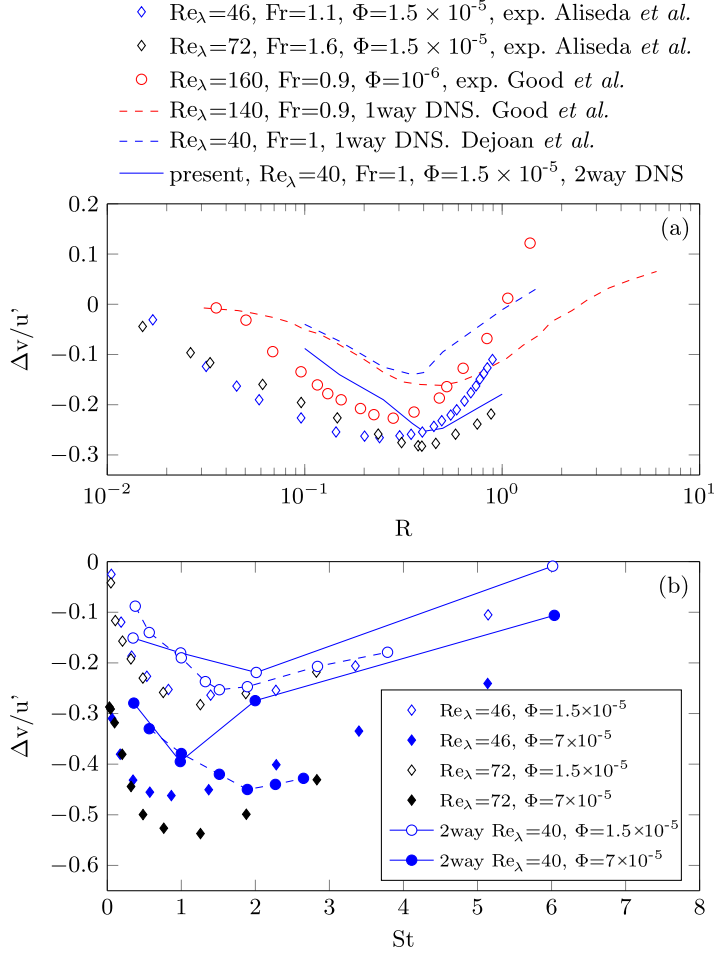 Reλ=46, Fr=1.1, Φ=1.5 × 10⁻⁵, exp. Aliseda et al.
Reλ=72, Fr=1.6, Φ=1.5 × 10⁻⁵, exp. Aliseda et al.
Reλ=160, Fr=0.9, Φ=10⁻⁶, exp. Good et al.
Reλ=140, Fr=0.9, 1way DNS. Good et al.
Reλ=40, Fr=1, 1way DNS. Dejoan et al.
present, Reλ=40, Fr=1, Φ=1.5 × 10⁻⁵, 2way DNS
0.2
(a)
0.1
0
−0.1
−0.2
−0.3
Δv/u'
10⁻² 10⁻¹ 10⁰ 10¹
R
0
(b)
−0.1
−0.2
−0.3
−0.4
−0.5
−0.6
Δv/u'
Reλ=46, Φ=1.5×10⁻⁵
Reλ=46, Φ=7×10⁻⁵
Reλ=72, Φ=1.5×10⁻⁵
Reλ=72, Φ=7×10⁻⁵
2way Reλ=40, Φ=1.5×10⁻⁵
2way Reλ=40, Φ=7×10⁻⁵
0 1 2 3 4 5 6 7 8
St